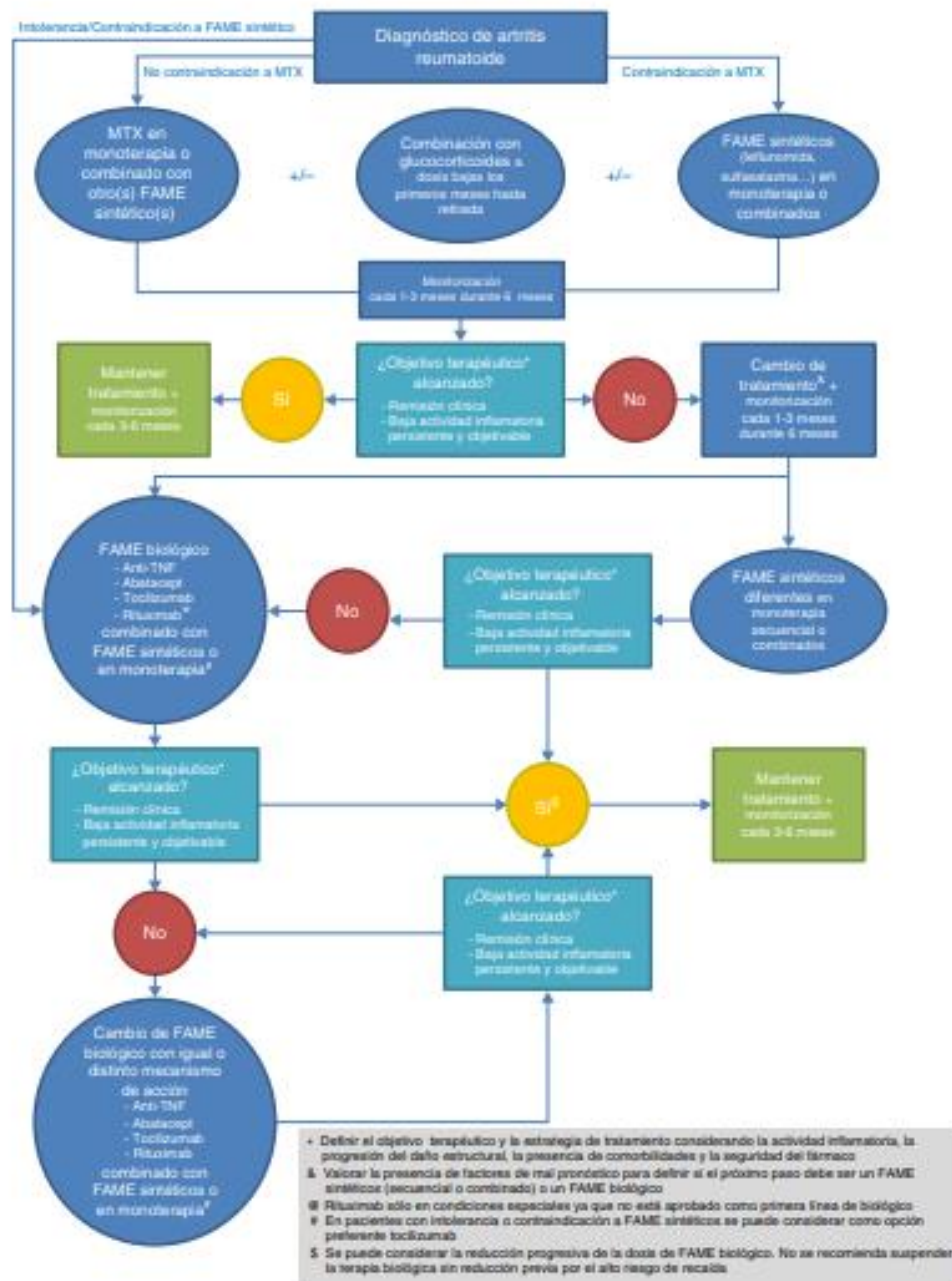 Intolerancia/Contraindicación a FAME sintético
Diagnóstico de artritis
reumatoide
No contraindicación a MTX
Contraindicación a MTX
MTX en
monoterapia o
combinado con
otro(s) FAME
sintético(s)
+/–
Combinación con
glucocorticoides a
dosis bajas los
primeros meses hasta
retirada
+/–
FAME sintéticos
(leflunomida,
sulfasalazina...) en
monoterapia o
combinados
Monitorización
cada 1-3 meses durante 6 meses
Mantener
tratamiento +
monitorización
cada 3-6 meses
Sí
¿Objetivo terapéutico*
alcanzado?
- Remisión clínica
- Baja actividad inflamatoria
persistente y objetivable
No
Cambio de
tratamiento& +
monitorización
cada 1-3 meses
durante 6 meses
FAME biológico
- Anti-TNF
- Abatacept
- Tocilizumab
- Rituximab@
combinado con
FAME sintéticos o
en monoterapia#
No
¿Objetivo terapéutico*
alcanzado?
- Remisión clínica
- Baja actividad inflamatoria
persistente y objetivable
FAME sintéticos
diferentes en
monoterapia
secuencial o
combinados
¿Objetivo terapéutico*
alcanzado?
- Remisión clínica
- Baja actividad inflamatoria
persistente y objetivable
Sí$
Mantener
tratamiento +
monitorización
cada 3-6 meses
No
¿Objetivo terapéutico*
alcanzado?
- Remisión clínica
- Baja actividad inflamatoria
persistente y objetivable
Cambio de FAME
biológico con igual o
distinto mecanismo
de acción
- Anti-TNF
- Abatacept
- Tocilizumab
- Rituximab
combinado con
FAME sintéticos o
en monoterapia#
* Definir el objetivo terapéutico y la estrategia de tratamiento considerando la actividad inflamatoria, la
progresión del daño estructural, la presencia de comorbilidades y la seguridad del fármaco
& Valorar la presencia de factores de mal pronóstico para definir si el próximo paso debe ser un FAME
sintéticos (secuencial o combinado) o un FAME biológico
@ Rituximab sólo en condiciones especiales ya que no está aprobado como primera línea de biológico
# En pacientes con intolerancia o contraindicación a FAME sintéticos se puede considerar como opción
preferente tocilizumab
$ Se puede considerar la reducción progresiva de la dosis de FAME biológico. No se recomienda suspender
la terapia biológica sin reducción previa por el alto riesgo de recaída